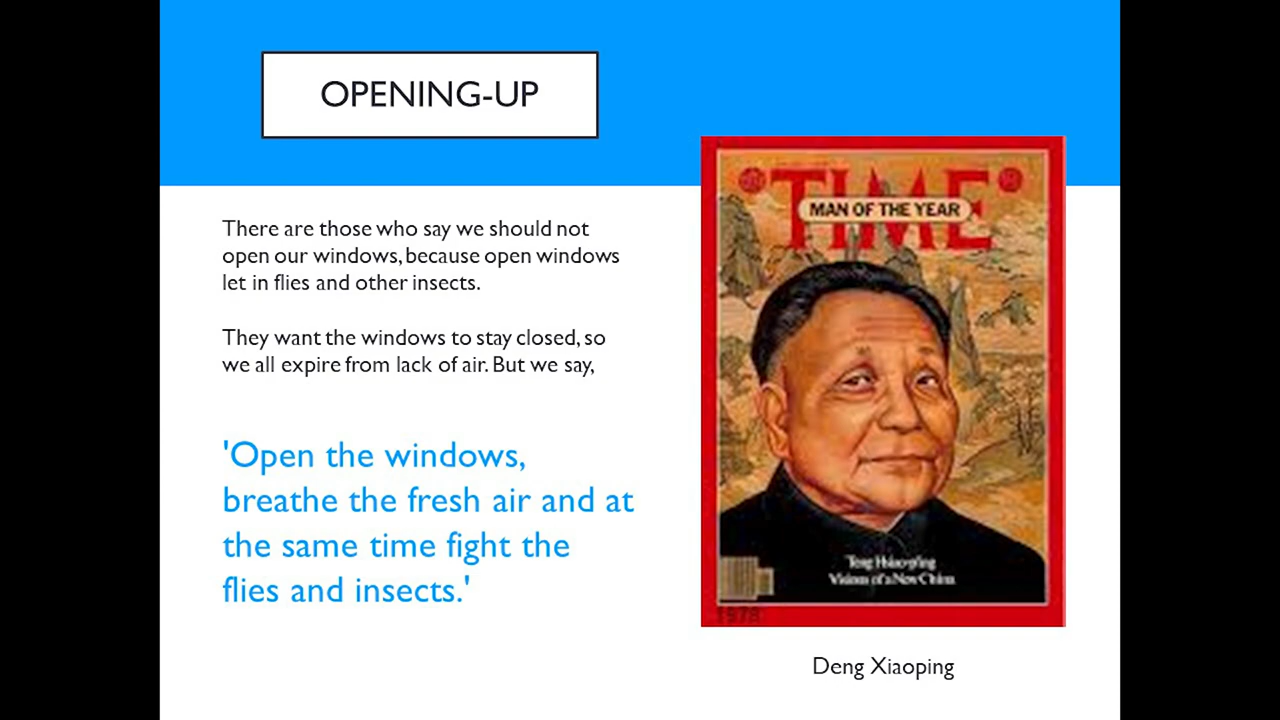 OPENING-UP
There are those who say we should not
open our windows, because open windows
let in flies and other insects.
They want the windows to stay closed, so
we all expire from lack of air. But we say,
'Open the windows,
breathe the fresh air and at
the same time fight the
flies and insects.'
TIME
MAN OF THE YEAR
Teng Hsiao-p'ing
Visions of a New China
1978
Deng Xiaoping